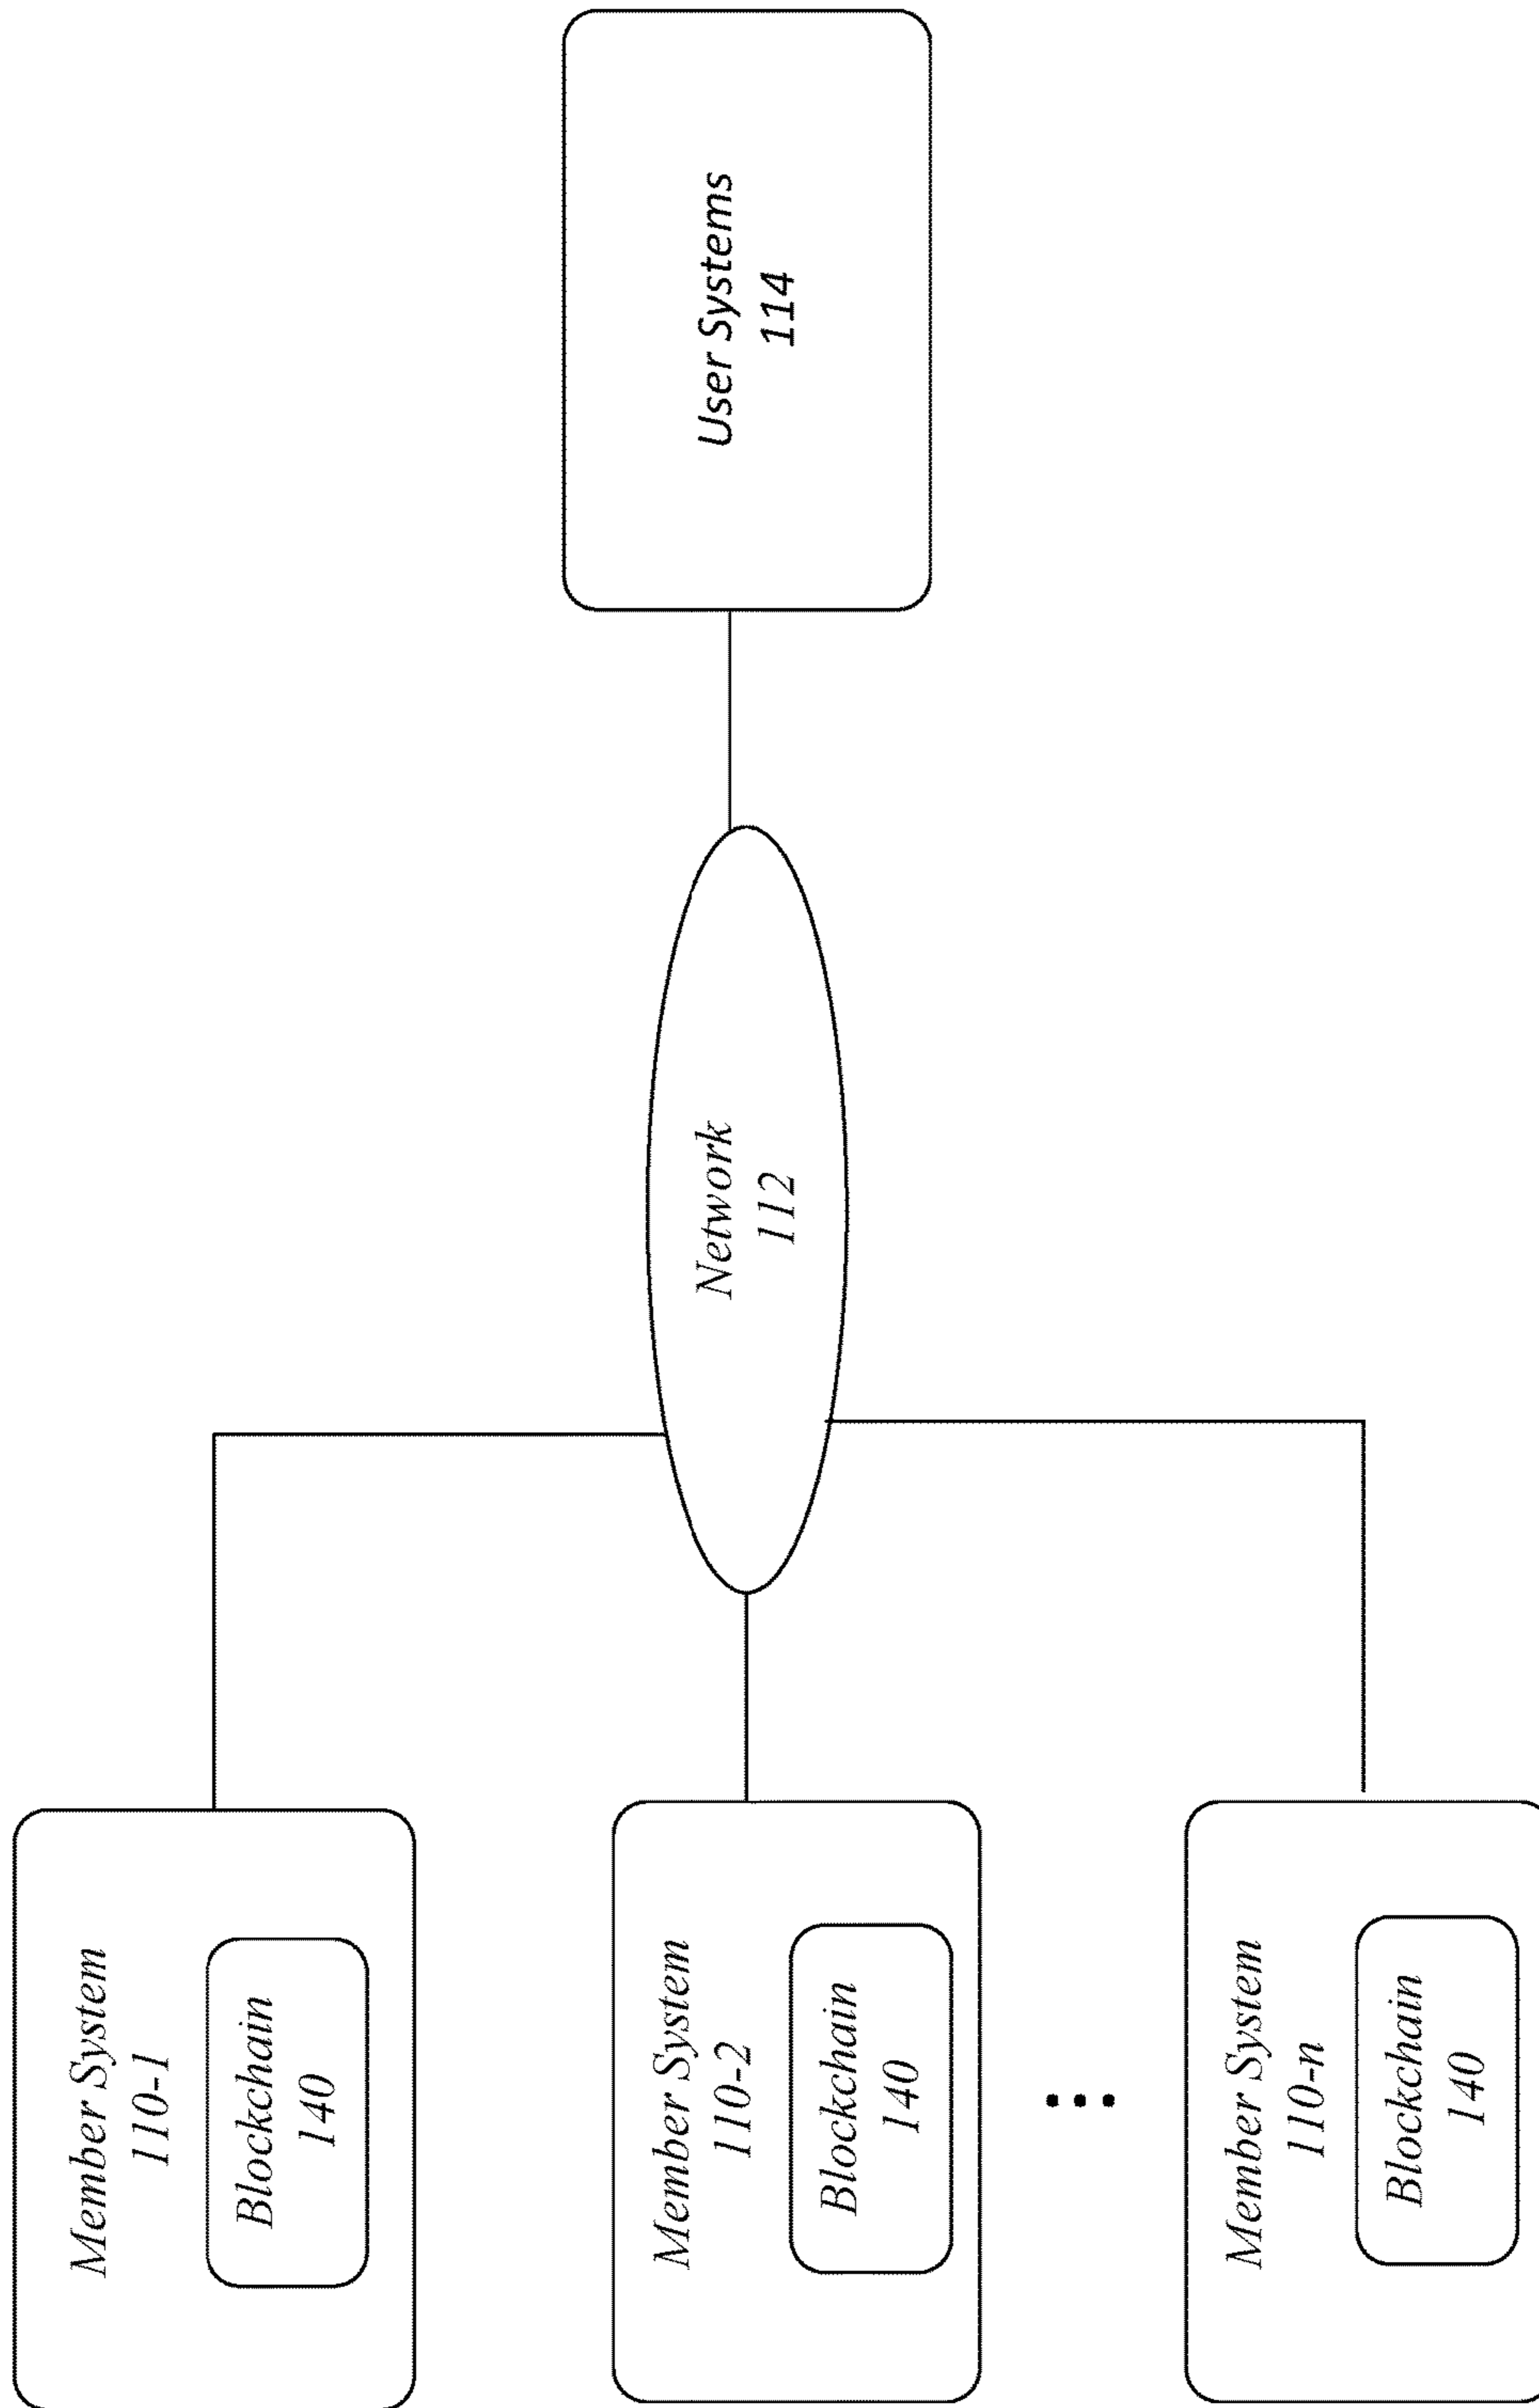 Member System
110-1
Blockchain
140
Member System
110-2
Blockchain
140
Member System
110-n
Blockchain
140
Network
112
User Systems
114